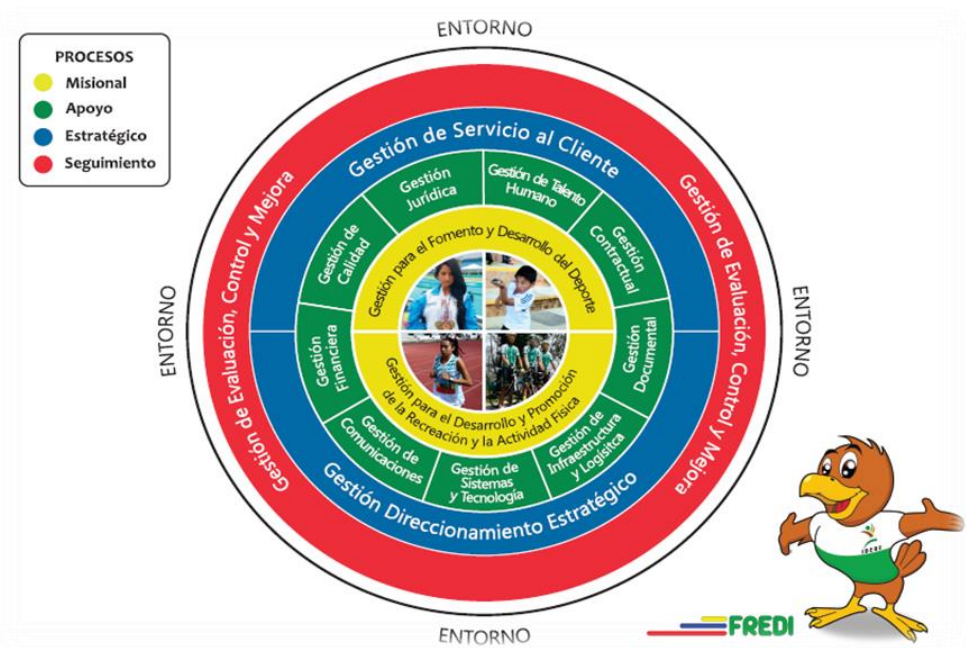 ENTORNO
PROCESOS
Misional
Apoyo
Estratégico
Seguimiento
Gestión de Evaluación, Control y Mejora
Gestión de Servicio al Cliente
Gestión de Evaluación, Control y Mejora
Gestión
Jurídica
Gestión de Talento
Humano
Gestión de
Calidad
Gestión
Contractual
Gestión para el Fomento y Desarrollo del Deporte
ENTORNO
ENTORNO
Gestión
Financiera
Gestión
Documental
Gestión para el Desarrollo y Promoción
de la Recreación y la Actividad Física
Gestión de
Comunicaciones
Gestión de
Sistemas
y Tecnología
Gestión de
Infraestructura
y Logísitca
Gestión Direccionamiento Estratégico
FREDI
ENTORNO